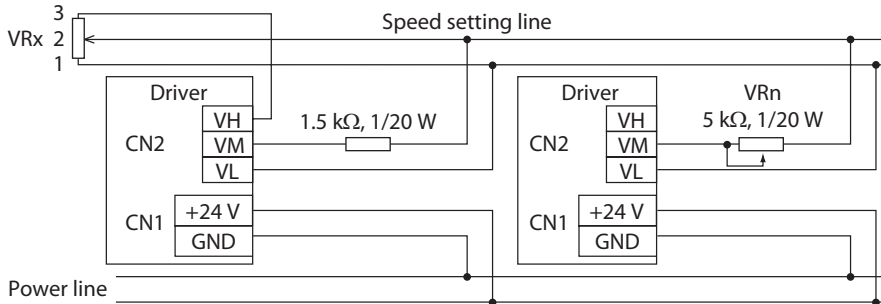 3
VRx 2
1
Speed setting line
Driver
CN2
VH
VM
VL
1.5 kΩ, 1/20 W
CN1
+24 V
GND
Driver
CN2
VH
VM
VL
VRn
5 kΩ, 1/20 W
CN1
+24 V
GND
Power line